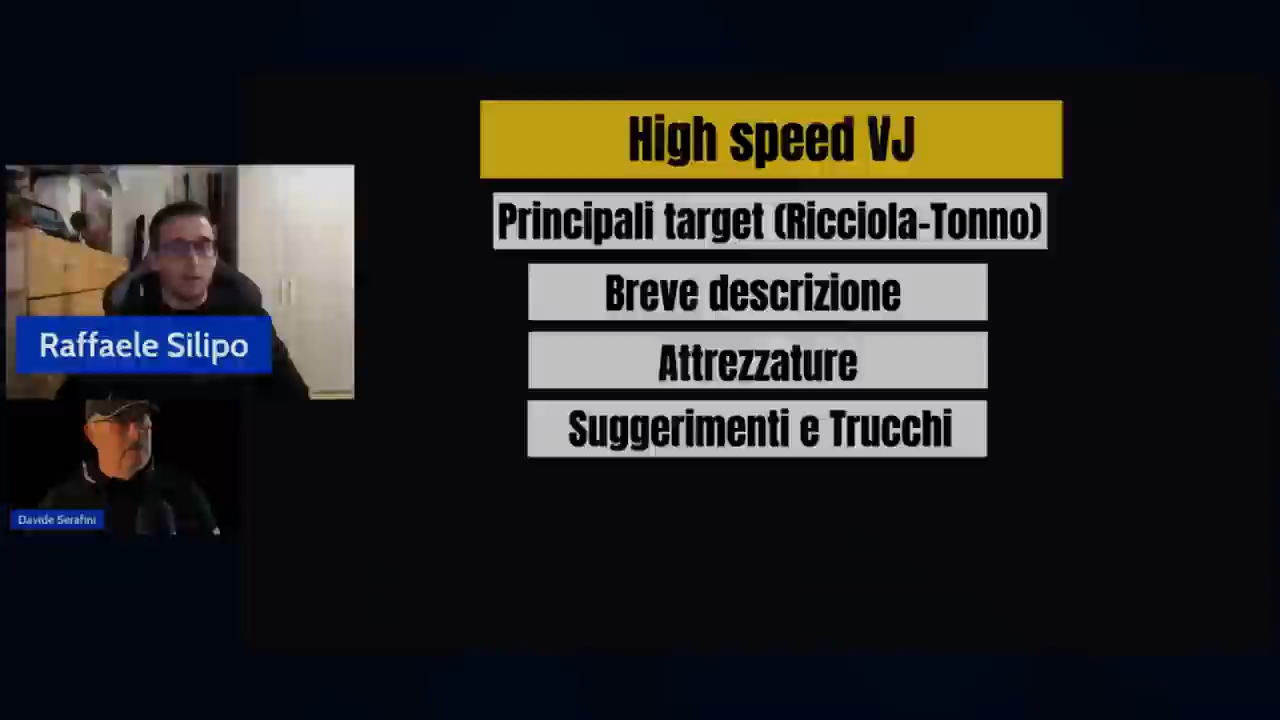 High speed VJ
Principali target (Ricciola-Tonno)
Breve descrizione
Attrezzature
Suggerimenti e Trucchi
Raffaele Silipo
Davide Serafini